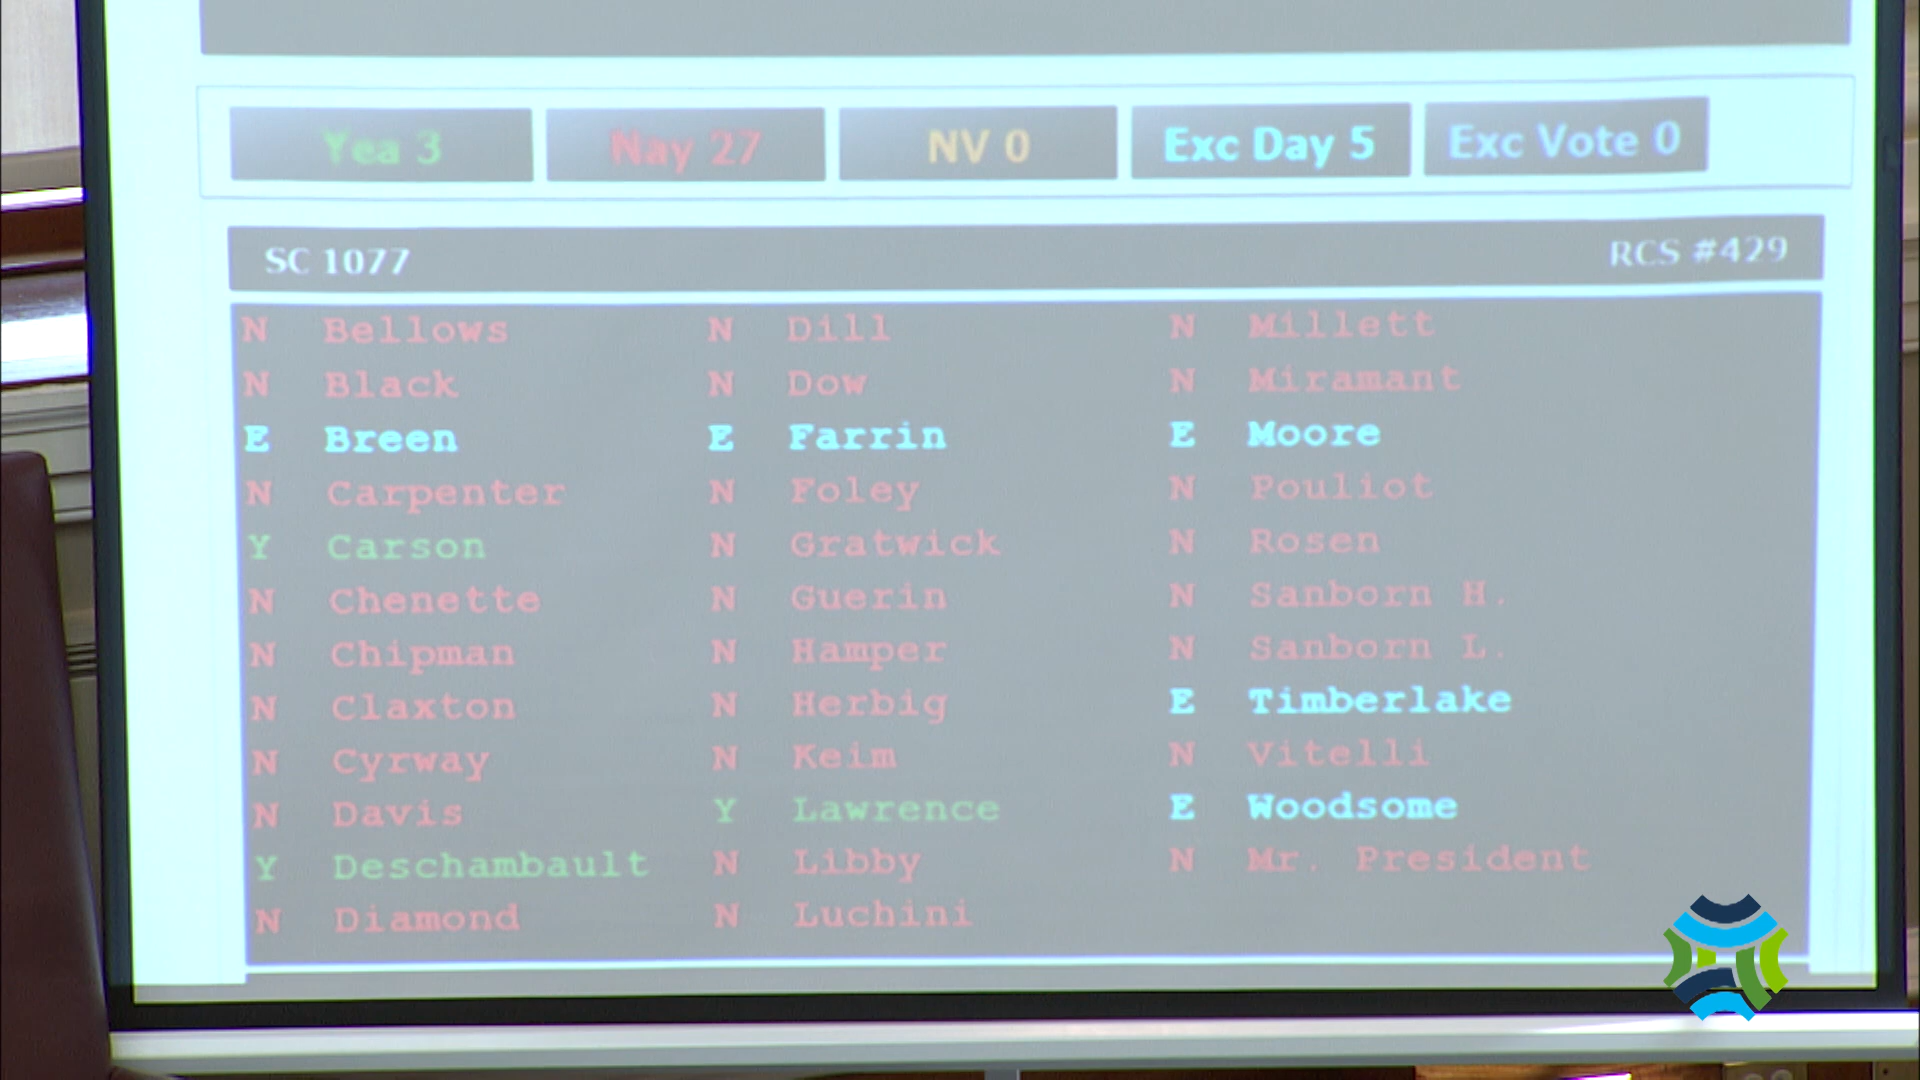 Yea 3 Nay 27 NV 0 Exc Day 5 Exc Vote 0
SC 1077 RCS #429
N Bellows N Dill N Millett
N Black N Dow N Miramant
E Breen E Farrin E Moore
N Carpenter N Foley N Pouliot
Y Carson N Gratwick N Rosen
N Chenette N Guerin N Sanborn H.
N Chipman N Hamper N Sanborn L.
N Claxton N Herbig E Timberlake
N Cyrway N Keim N Vitelli
N Davis Y Lawrence E Woodsome
Y Deschambault N Libby N Mr. President
N Diamond N Luchini